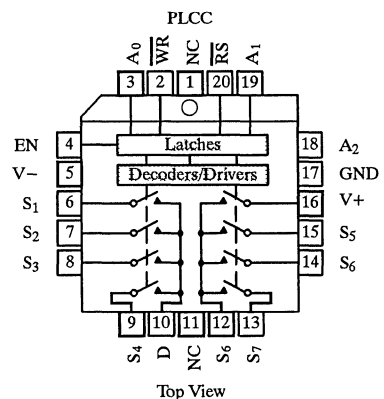 PLCC
A0 WR NC RS A1
3 2 1 20 19
EN 4 Latches 18 A2
V− 5 Decoders/Drivers 17 GND
S1 6 16 V+
S2 7 15 S5
S3 8 14 S6
9 10 11 12 13
S4 D NC S6 S7
Top View